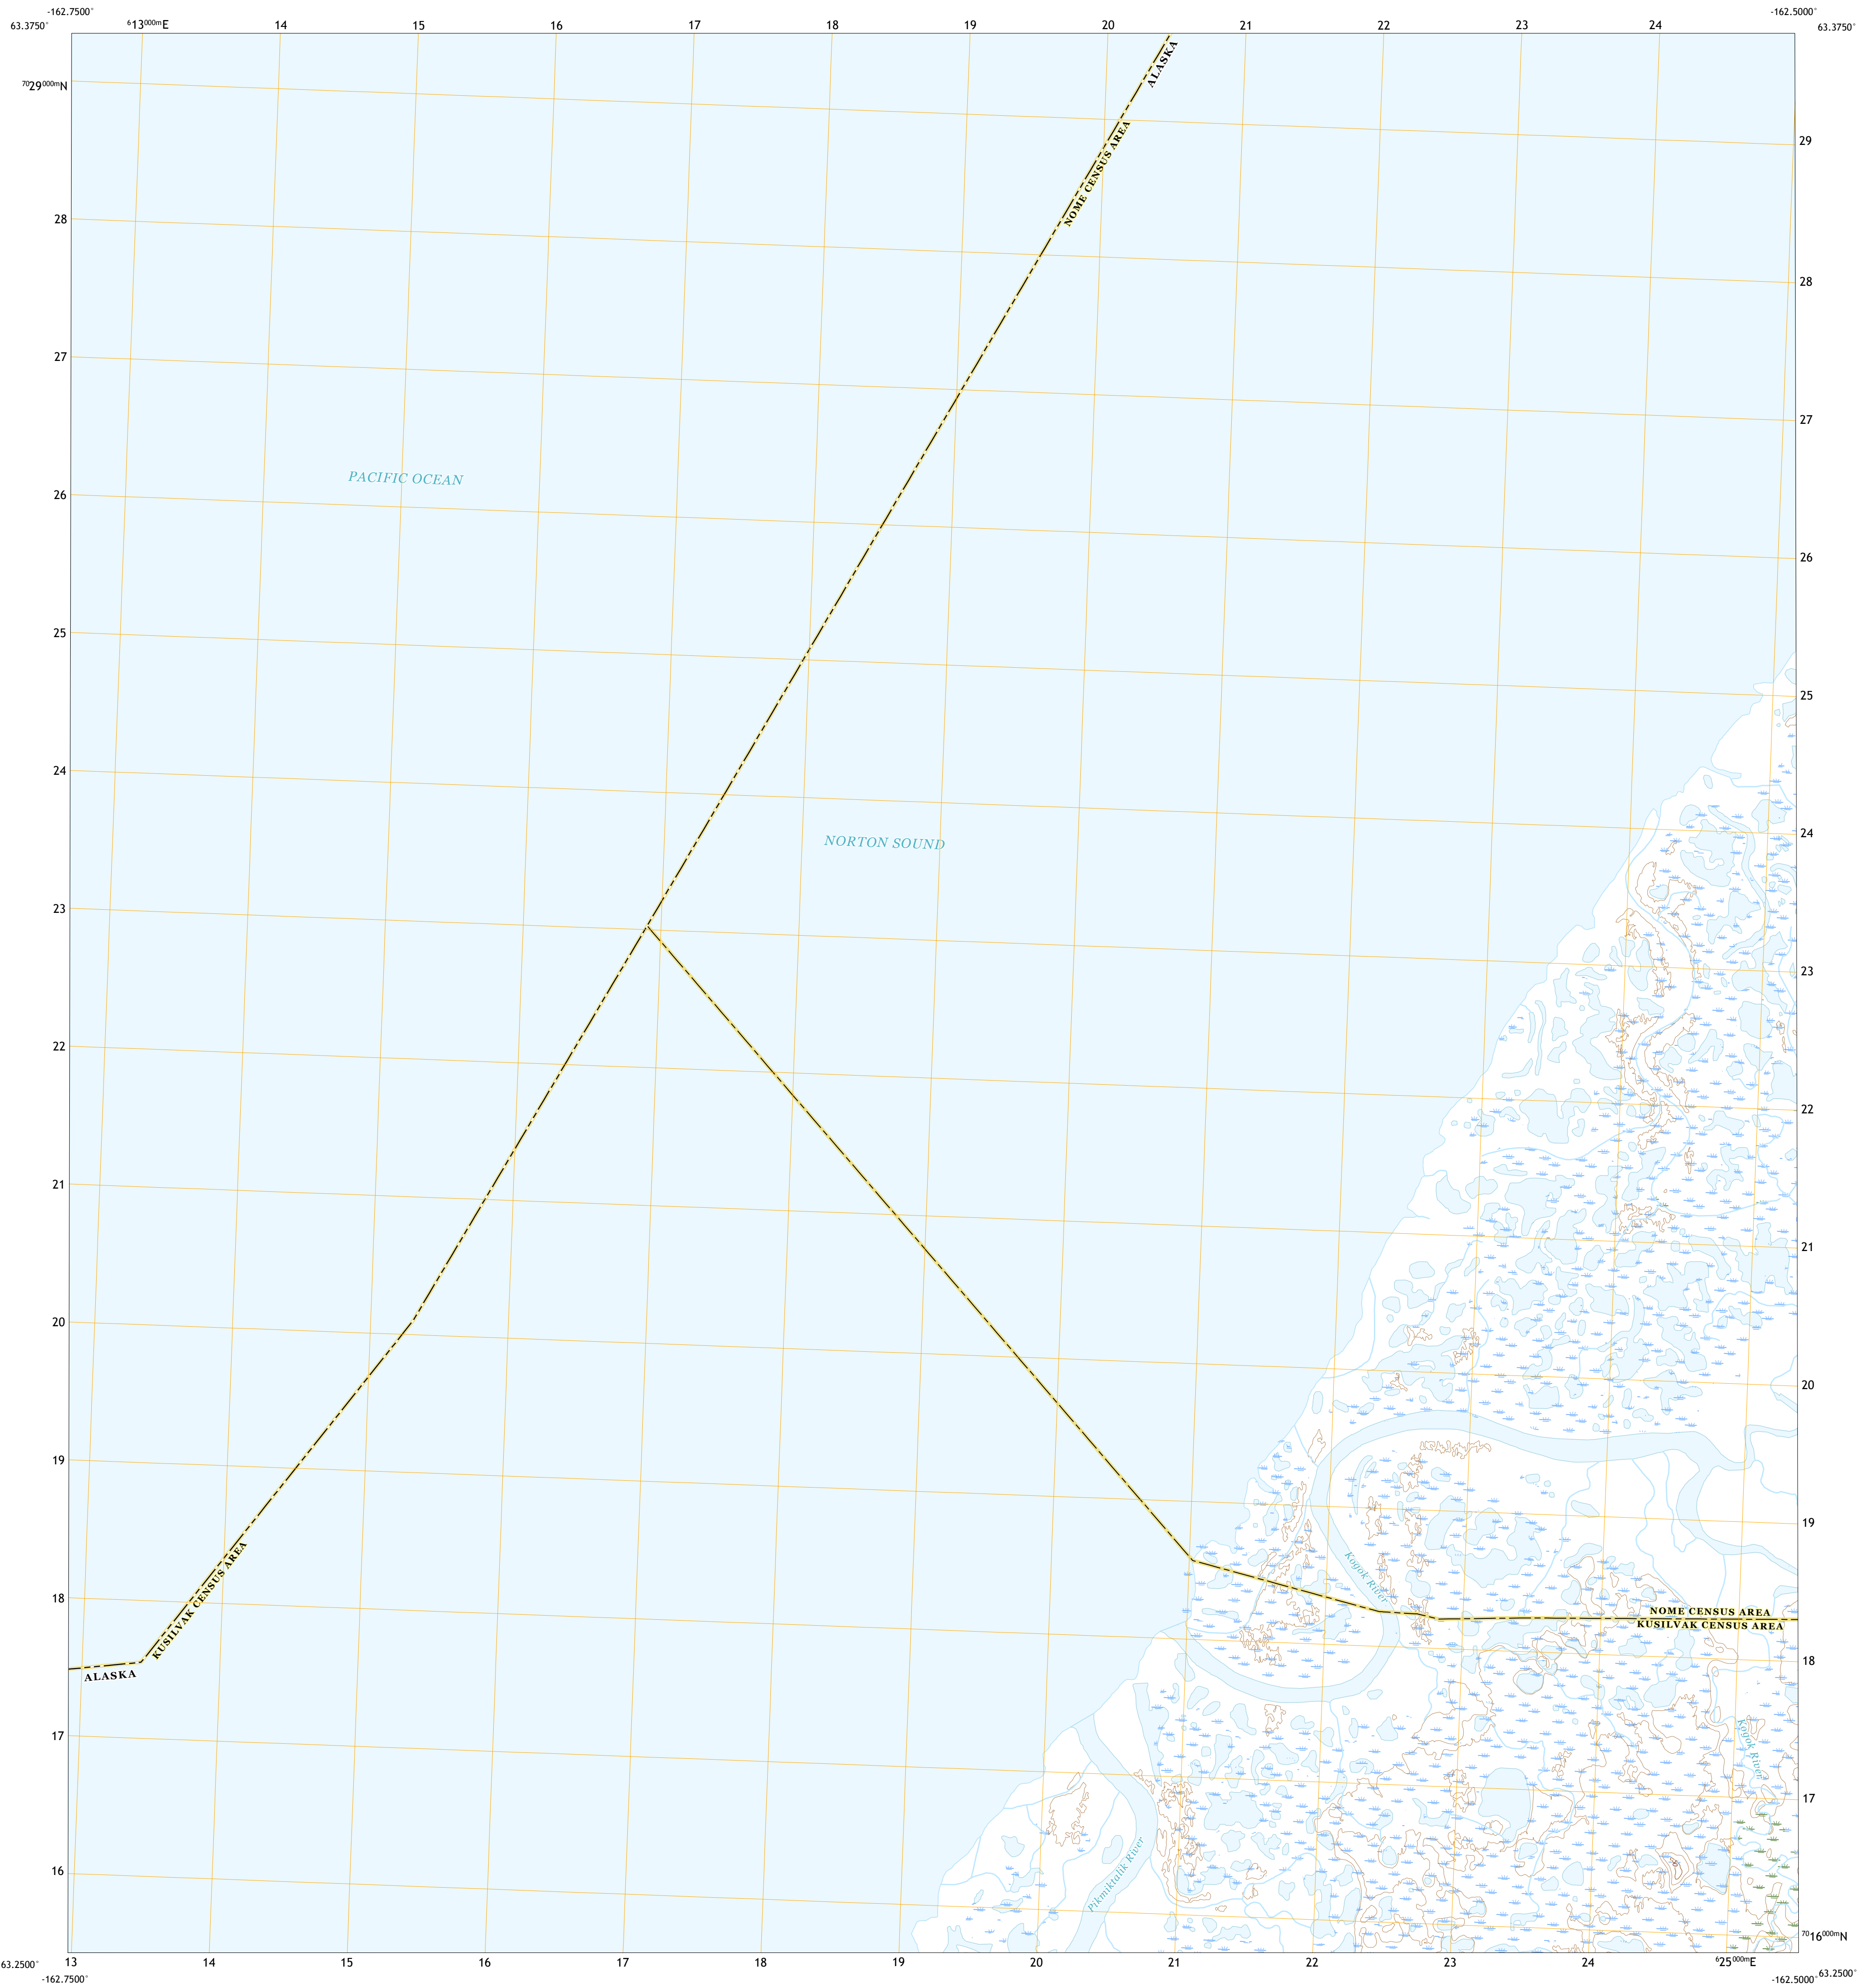 -162.7500° -162.5000°
63.3750° ⁶13⁰⁰⁰ᵐE 14 15 16 17 18 19 20 21 22 23 24 63.3750°
ALASKA
⁷⁰29⁰⁰⁰ᵐN
29
NOME CENSUS AREA
28
28
27
27
PACIFIC OCEAN
26
26
25
25
24
24
NORTON SOUND
23
23
22
22
21
21
20
20
19
19
KUSILVAK CENSUS AREA
Kogok River
18
NOME CENSUS AREA
KUSILVAK CENSUS AREA
18
ALASKA
17
Kogok River
17
16
Pikmiktalik River
⁷⁰16⁰⁰⁰ᵐN
63.2500° 13 14 15 16 17 18 19 20 21 22 23 24 ⁶25⁰⁰⁰ᵐE 63.2500°
-162.7500° -162.5000°